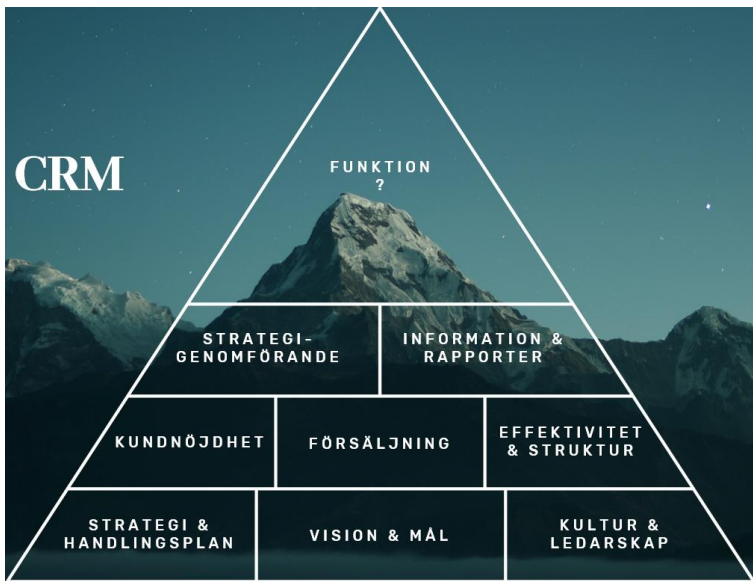 CRM
FUNKTION
?
STRATEGI-
GENOMFÖRANDE
INFORMATION &
RAPPORTER
KUNDNÖJDHET
FÖRSÄLJNING
EFFEKTIVITET
& STRUKTUR
STRATEGI &
HANDLINGSPLAN
VISION & MÅL
KULTUR &
LEDARSKAP